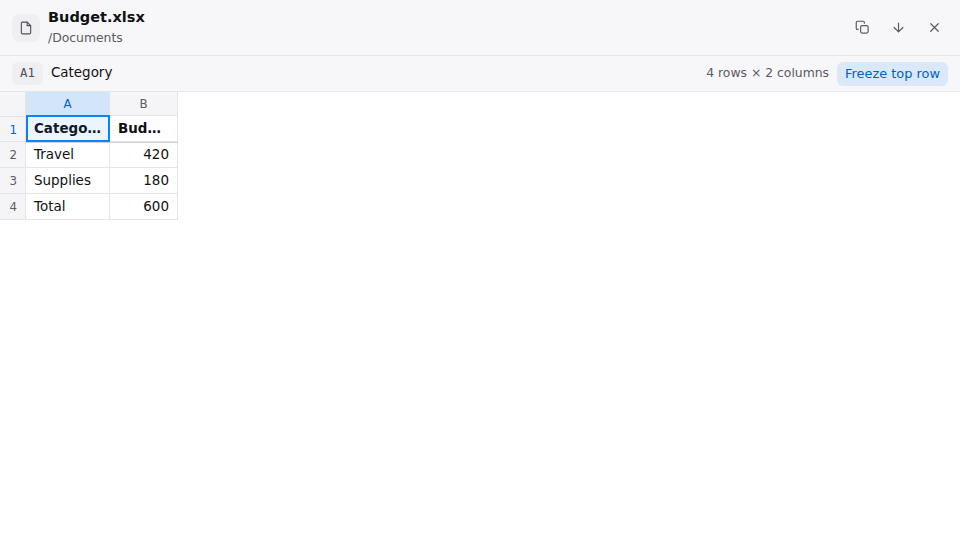 Budget.xlsx
/Documents
A1 Category 4 rows × 2 columns Freeze top row
A B
1 Catego… Bud…
2 Travel 420
3 Supplies 180
4 Total 600